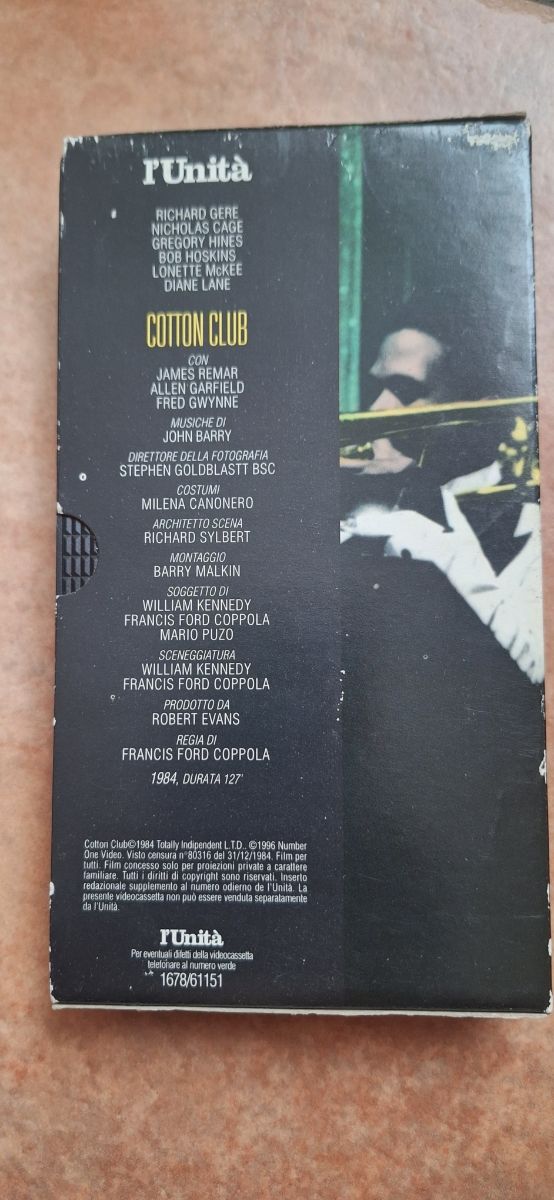 l'Unità
RICHARD GERE
NICHOLAS CAGE
GREGORY HINES
BOB HOSKINS
LONETTE McKEE
DIANE LANE
COTTON CLUB
CON
JAMES REMAR
ALLEN GARFIELD
FRED GWYNNE
MUSICHE DI
JOHN BARRY
DIRETTORE DELLA FOTOGRAFIA
STEPHEN GOLDBLASTT BSC
COSTUMI
MILENA CANONERO
ARCHITETTO SCENA
RICHARD SYLBERT
MONTAGGIO
BARRY MALKIN
SOGGETTO DI
WILLIAM KENNEDY
FRANCIS FORD COPPOLA
MARIO PUZO
SCENEGGIATURA
WILLIAM KENNEDY
FRANCIS FORD COPPOLA
PRODOTTO DA
ROBERT EVANS
REGIA DI
FRANCIS FORD COPPOLA
1984, DURATA 127'
Cotton Club©1984 Totally Indipendent L.T.D.. ©1996 Number
One Video. Visto censura n°80316 del 31/12/1984. Film per
tutti. Film concesso solo per proiezioni private a carattere
familiare. Tutti i diritti di copyright sono riservati. Inserto
redazionale supplemento al numero odierno de l'Unità. La
presente videocassetta non può essere venduta separatamente
da l'Unità.
l'Unità
Per eventuali difetti della videocassetta
telefonare al numero verde
1678/61151